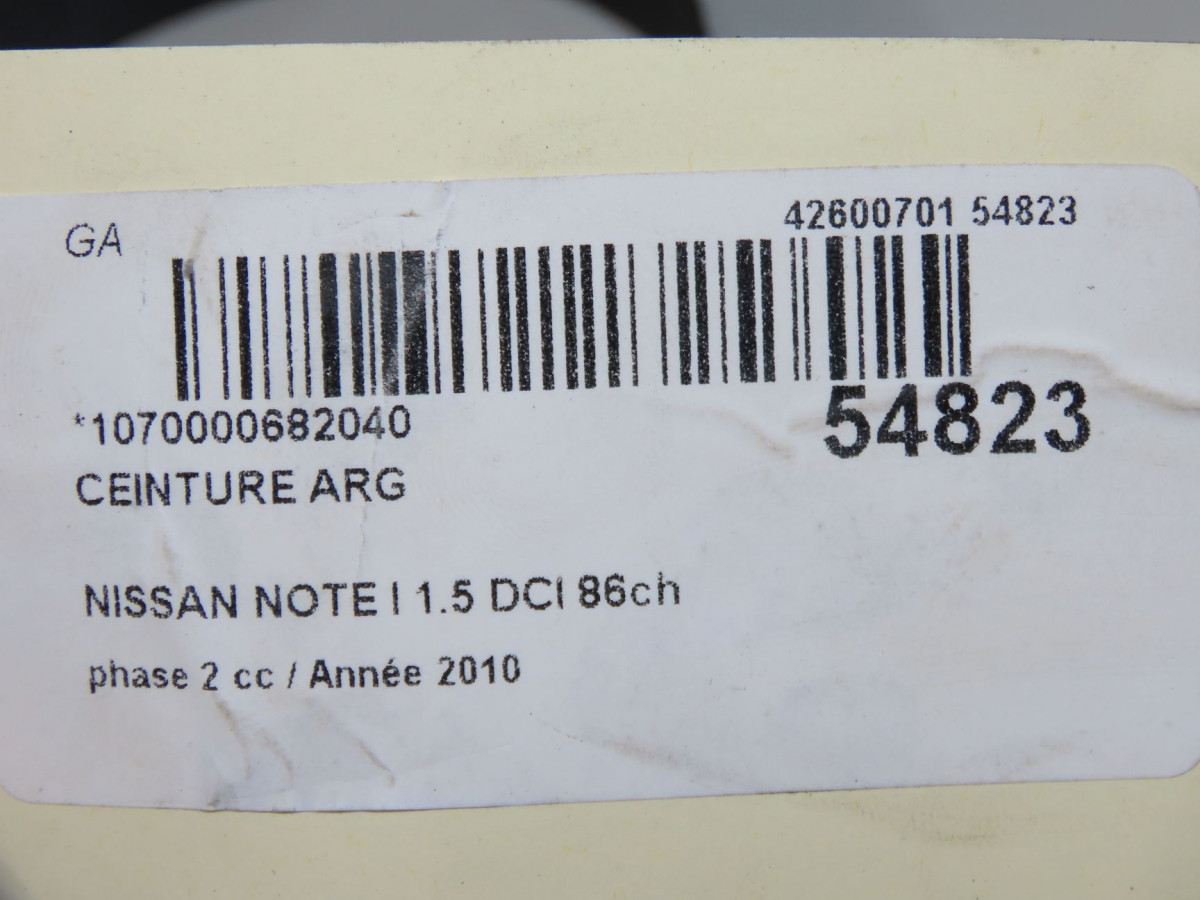 GA
42600701 54823
*1070000682040
54823
CEINTURE ARG
NISSAN NOTE I 1.5 DCI 86ch
phase 2 cc / Année 2010